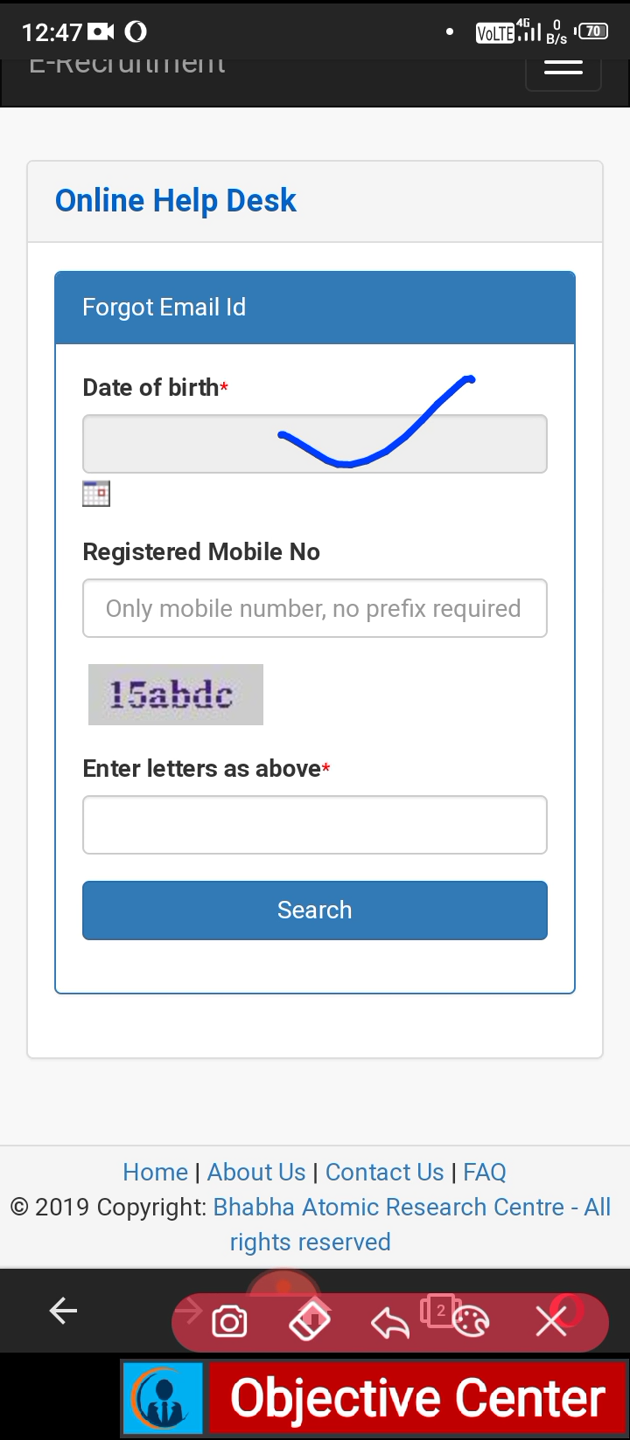 12:47 VoLTE 4G 0 B/s 70
E-Recruitment
Online Help Desk
Forgot Email Id
Date of birth*
Registered Mobile No
Only mobile number, no prefix required
15abdc
Enter letters as above*
Search
Home | About Us | Contact Us | FAQ
© 2019 Copyright: Bhabha Atomic Research Centre - All
rights reserved
2
Objective Center